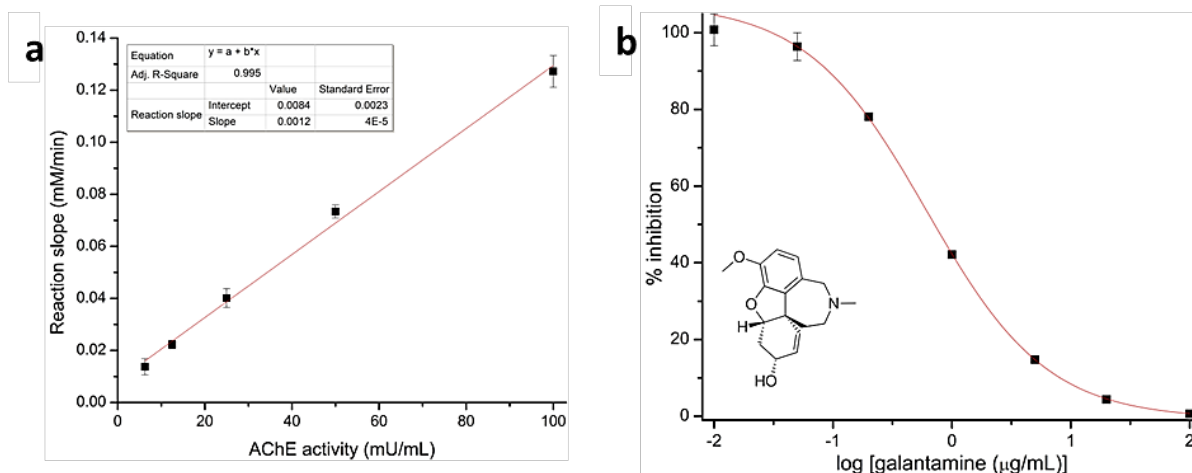 a
0.14
0.12
0.10
0.08
0.06
0.04
0.02
0.00
Reaction slope (mM/min)
Equation y = a + b*x
Adj. R-Square 0.995
Value Standard Error
Reaction slope Intercept 0.0084 0.0023
Slope 0.0012 4E-5
0 20 40 60 80 100
AChE activity (mU/mL)
b
100
80
60
40
20
0
% inhibition
O
O
N
H
HO
-2 -1 0 1 2
log [galantamine (μg/mL)]